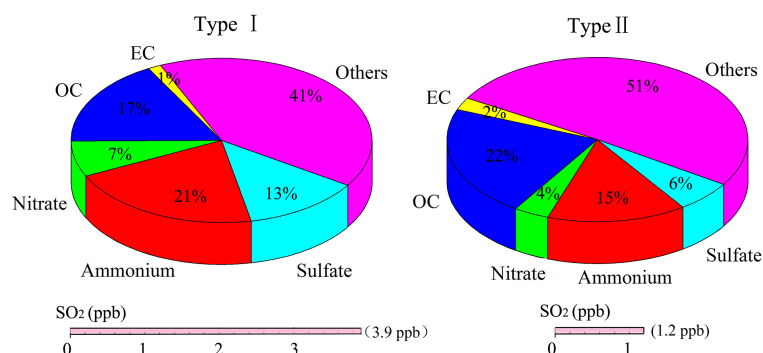 Type Ⅰ
EC
1%
Others
41%
OC
17%
7%
Nitrate
21%
13%
Ammonium
Sulfate
SO2 (ppb)
(3.9 ppb)
0 1 2 3
Type Ⅱ
Others
51%
EC
2%
22%
6%
4%
15%
OC
Sulfate
Nitrate
Ammonium
SO2 (ppb)
(1.2 ppb)
0 1